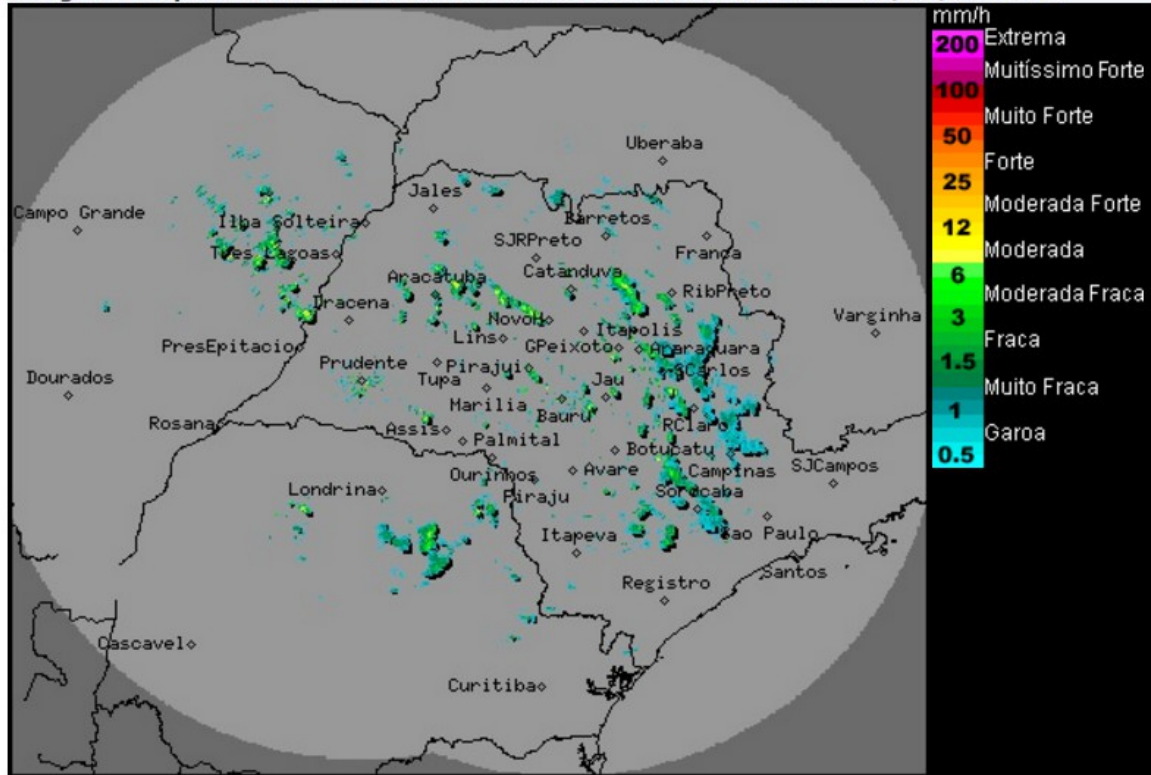 mm/h
200 Extrema
Muitíssimo Forte
100
Muito Forte
50
Forte
25
Moderada Forte
12
Moderada
6
Moderada Fraca
3
Fraca
1.5
Muito Fraca
1
Garoa
0.5
Uberaba
Jales
Campo Grande
Ilha Solteira
Barretos
SJRPreto
Franca
Tres Lagoas
Catanduva
Aracatuba
RibPreto
Dracena
NovoH
Itapolis
Varginha
Lins
GPeixoto
Araraquara
PresEpitacio
Prudente
Pirajui
SCarlos
Dourados
Tupa
Jau
Marilia
Bauru
Rosana
Assis
RClaro
Palmital
Botucatu
Ourinhos
Avare
Campinas
SJCampos
Londrina
Piraju
Sorocaba
Itapeva
Sao Paulo
Santos
Registro
Cascavel
Curitiba